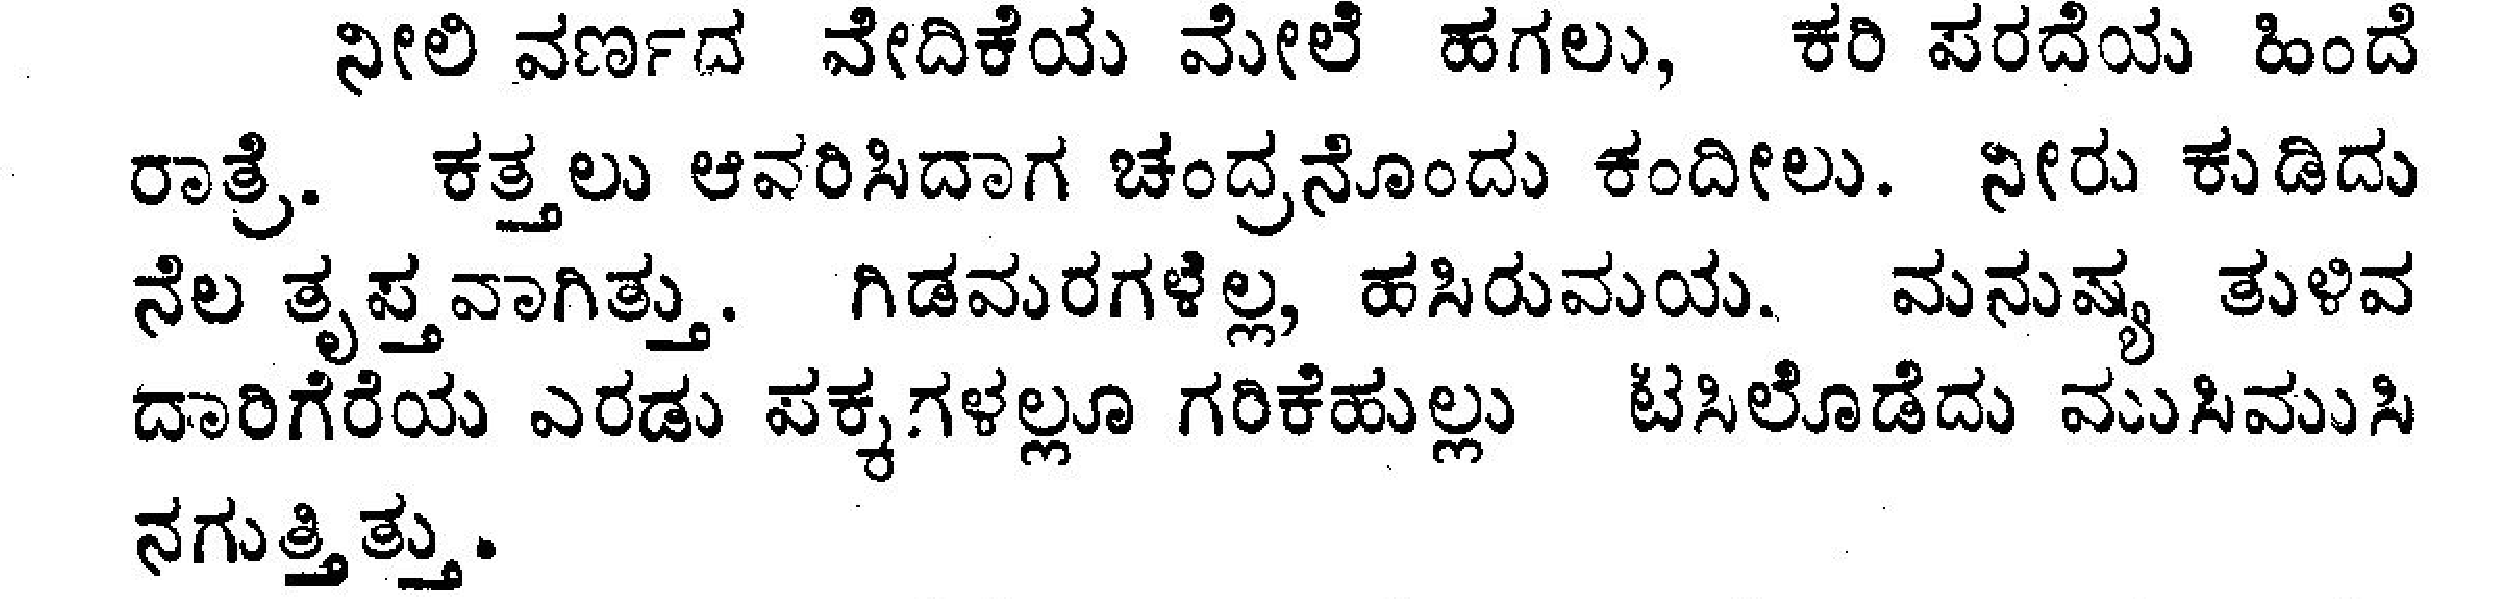 ನೀಲಿ ವರ್ಣದ ವೇದಿಕೆಯ ಮೇಲೆ ಹಗಲು, ಕರಿ ಪರದೆಯ ಹಿಂದೆ
ರಾತ್ರೆ. ಕತ್ತಲು ಆವರಿಸಿದಾಗ ಚಂದ್ರನೊಂದು ಕಂದೀಲು. ನೀರು ಕುಡಿದು
ನೆಲ ತೃಪ್ತವಾಗಿತ್ತು. ಗಿಡಮರಗಳೆಲ್ಲ, ಹಸಿರುಮಯ. ಮನುಷ್ಯ ತುಳಿವ
ದಾರಿಗೆರೆಯ ಎರಡು ಪಕ್ಕಗಳಲ್ಲೂ ಗರಿಕೆಹುಲ್ಲು ಟಿಸಿಲೊಡೆದು ಮುಸಿಮುಸಿ
ನಗುತ್ತಿತ್ತು.